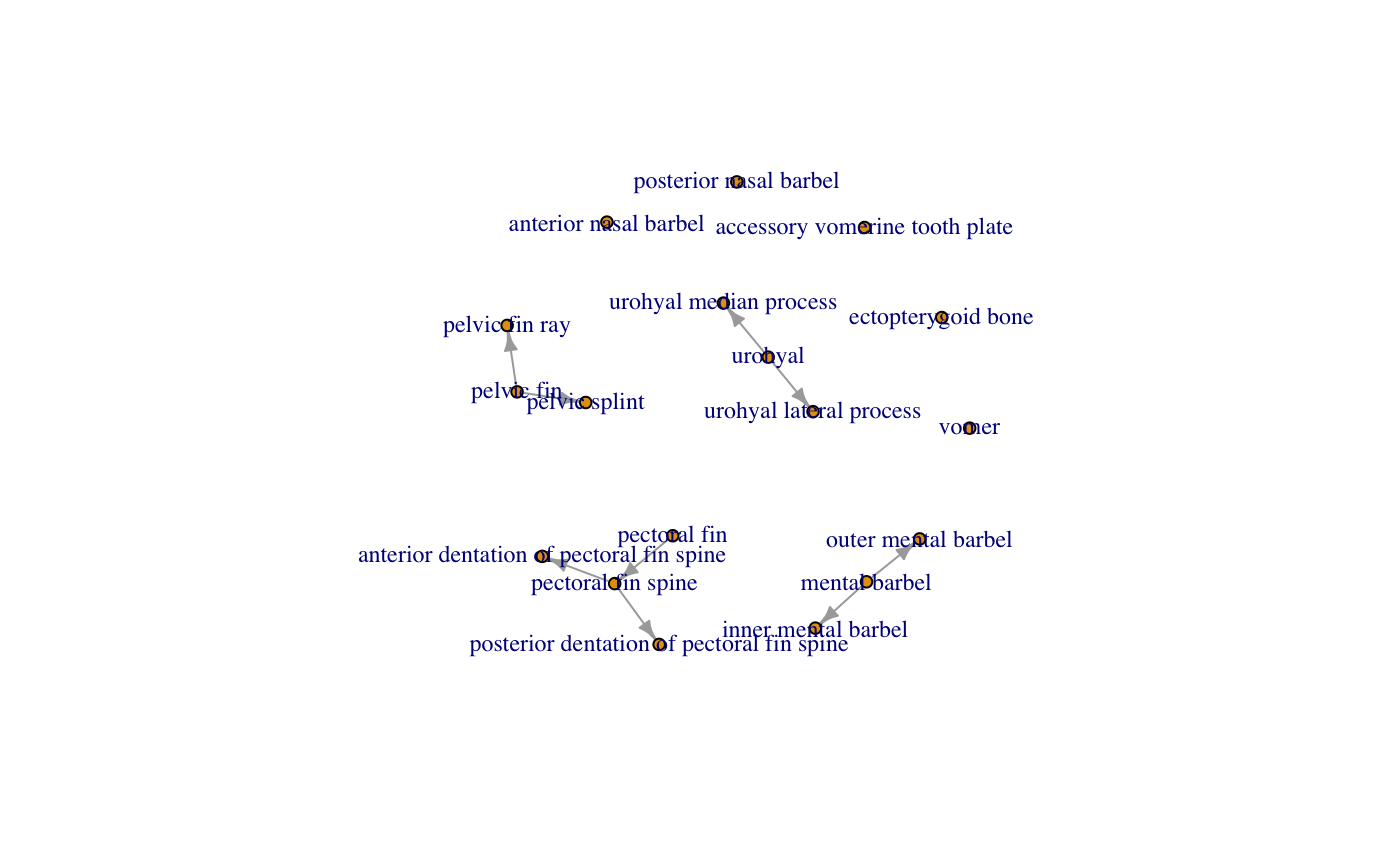 posterior nasal barbel
anterior nasal barbel
accessory vomerine tooth plate
urohyal median process
ectopterygoid bone
pelvic fin ray
urohyal
pelvic fin
pelvic splint
urohyal lateral process
vomer
pectoral fin
outer mental barbel
anterior dentation of pectoral fin spine
pectoral fin spine
mental barbel
inner mental barbel
posterior dentation of pectoral fin spine